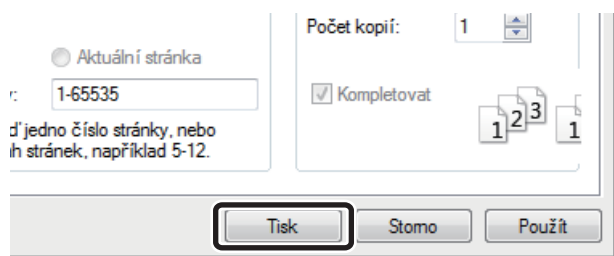 Počet kopií: 1
Aktuální stránka
y: 1-65535
Kompletovat
ď jedno číslo stránky, nebo
h stránek, například 5-12.
1 2 3 1
Tisk Storno Použít